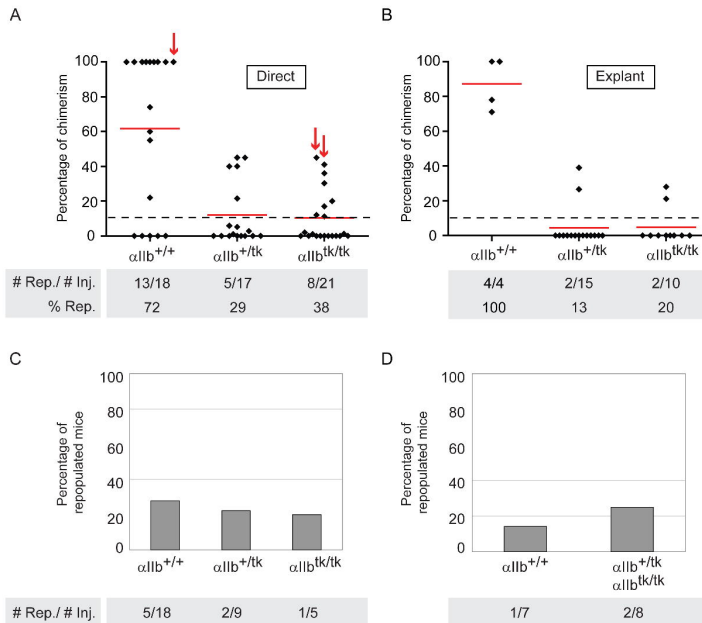 A
Percentage of chimerism
100
80
60
40
20
0
Direct
αIIb+/+ αIIb+/tk αIIbtk/tk
# Rep./ # Inj. 13/18 5/17 8/21
% Rep. 72 29 38
B
Percentage of chimerism
100
80
60
40
20
0
Explant
αIIb+/+ αIIb+/tk αIIbtk/tk
4/4 2/15 2/10
100 13 20
C
Percentage of
repopulated mice
100
80
60
40
20
0
αIIb+/+ αIIb+/tk αIIbtk/tk
# Rep./ # Inj. 5/18 2/9 1/5
D
Percentage of
repopulated mice
100
80
60
40
20
0
αIIb+/+ αIIb+/tk
αIIbtk/tk
1/7 2/8